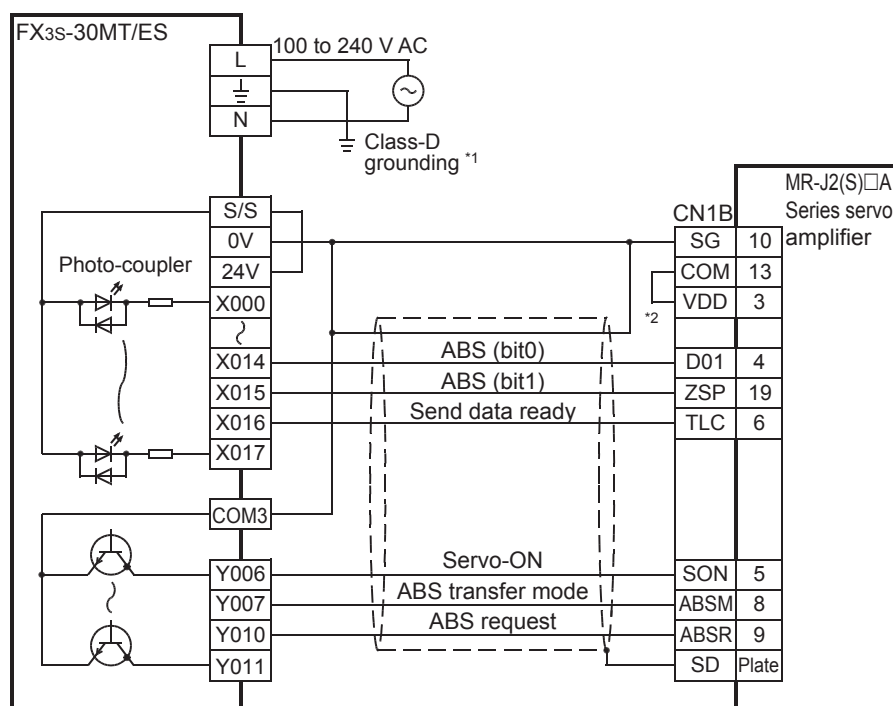 FX3S-30MT/ES
L
100 to 240 V AC
N
Class-D
grounding *1
MR-J2(S)□A
Series servo
amplifier
CN1B
S/S
0V
24V
X000
X014
X015
X016
X017
COM3
Y006
Y007
Y010
Y011
Photo-coupler
ABS (bit0)
ABS (bit1)
Send data ready
Servo-ON
ABS transfer mode
ABS request
SG 10
COM 13
VDD 3
*2
D01 4
ZSP 19
TLC 6
SON 5
ABSM 8
ABSR 9
SD Plate